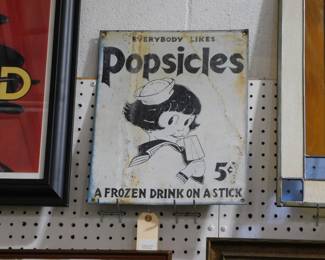 EVERYBODY LIKES
Popsicles
5¢
A FROZEN DRINK ON A STICK
D